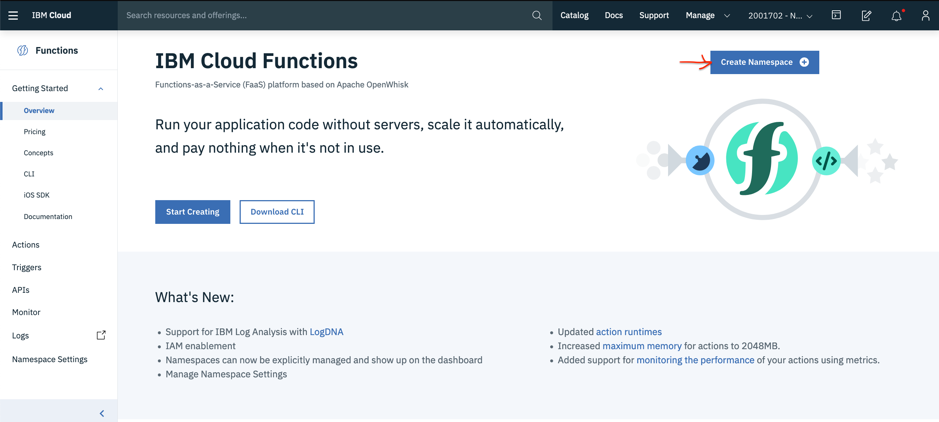 IBM Cloud
Search resources and offerings...
Catalog
Docs
Support
Manage
2001702 - N...
Functions
Getting Started
Overview
Pricing
Concepts
CLI
iOS SDK
Documentation
Actions
Triggers
APIs
Monitor
Logs
Namespace Settings
IBM Cloud Functions
Create Namespace
Functions-as-a-Service (FaaS) platform based on Apache OpenWhisk
Run your application code without servers, scale it automatically,
and pay nothing when it's not in use.
Start Creating
Download CLI
f
</>
What's New:
Support for IBM Log Analysis with LogDNA
IAM enablement
Namespaces can now be explicitly managed and show up on the dashboard
Manage Namespace Settings
Updated action runtimes
Increased maximum memory for actions to 2048MB.
Added support for monitoring the performance of your actions using metrics.